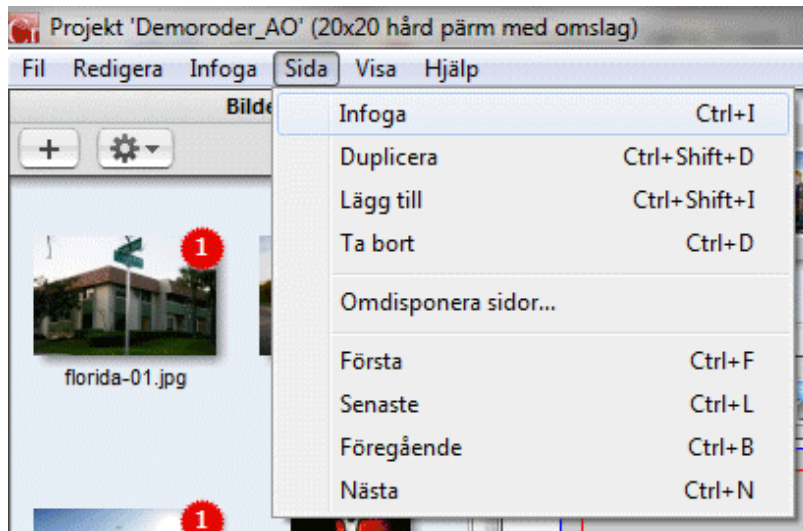 Projekt 'Demoroder_AO' (20x20 hård pärm med omslag)
Fil Redigera Infoga Sida Visa Hjälp
Bilde
Infoga Ctrl+I
Duplicera Ctrl+Shift+D
Lägg till Ctrl+Shift+I
Ta bort Ctrl+D
Omdisponera sidor...
Första Ctrl+F
Senaste Ctrl+L
Föregående Ctrl+B
Nästa Ctrl+N
1
florida-01.jpg
1